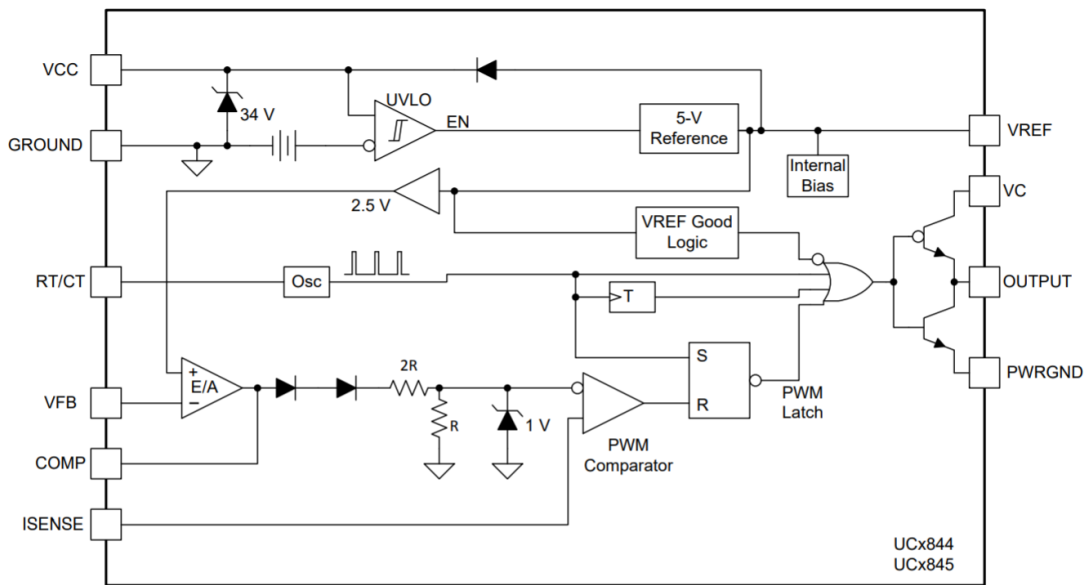 VCC
UVLO
34 V
EN
5-V
Reference
GROUND
VREF
Internal
Bias
VC
2.5 V
VREF Good
Logic
RT/CT
Osc
T
OUTPUT
S
R
PWM
Latch
PWRGND
+
E/A
−
2R
R
1 V
VFB
PWM
Comparator
COMP
ISENSE
UCx844
UCx845